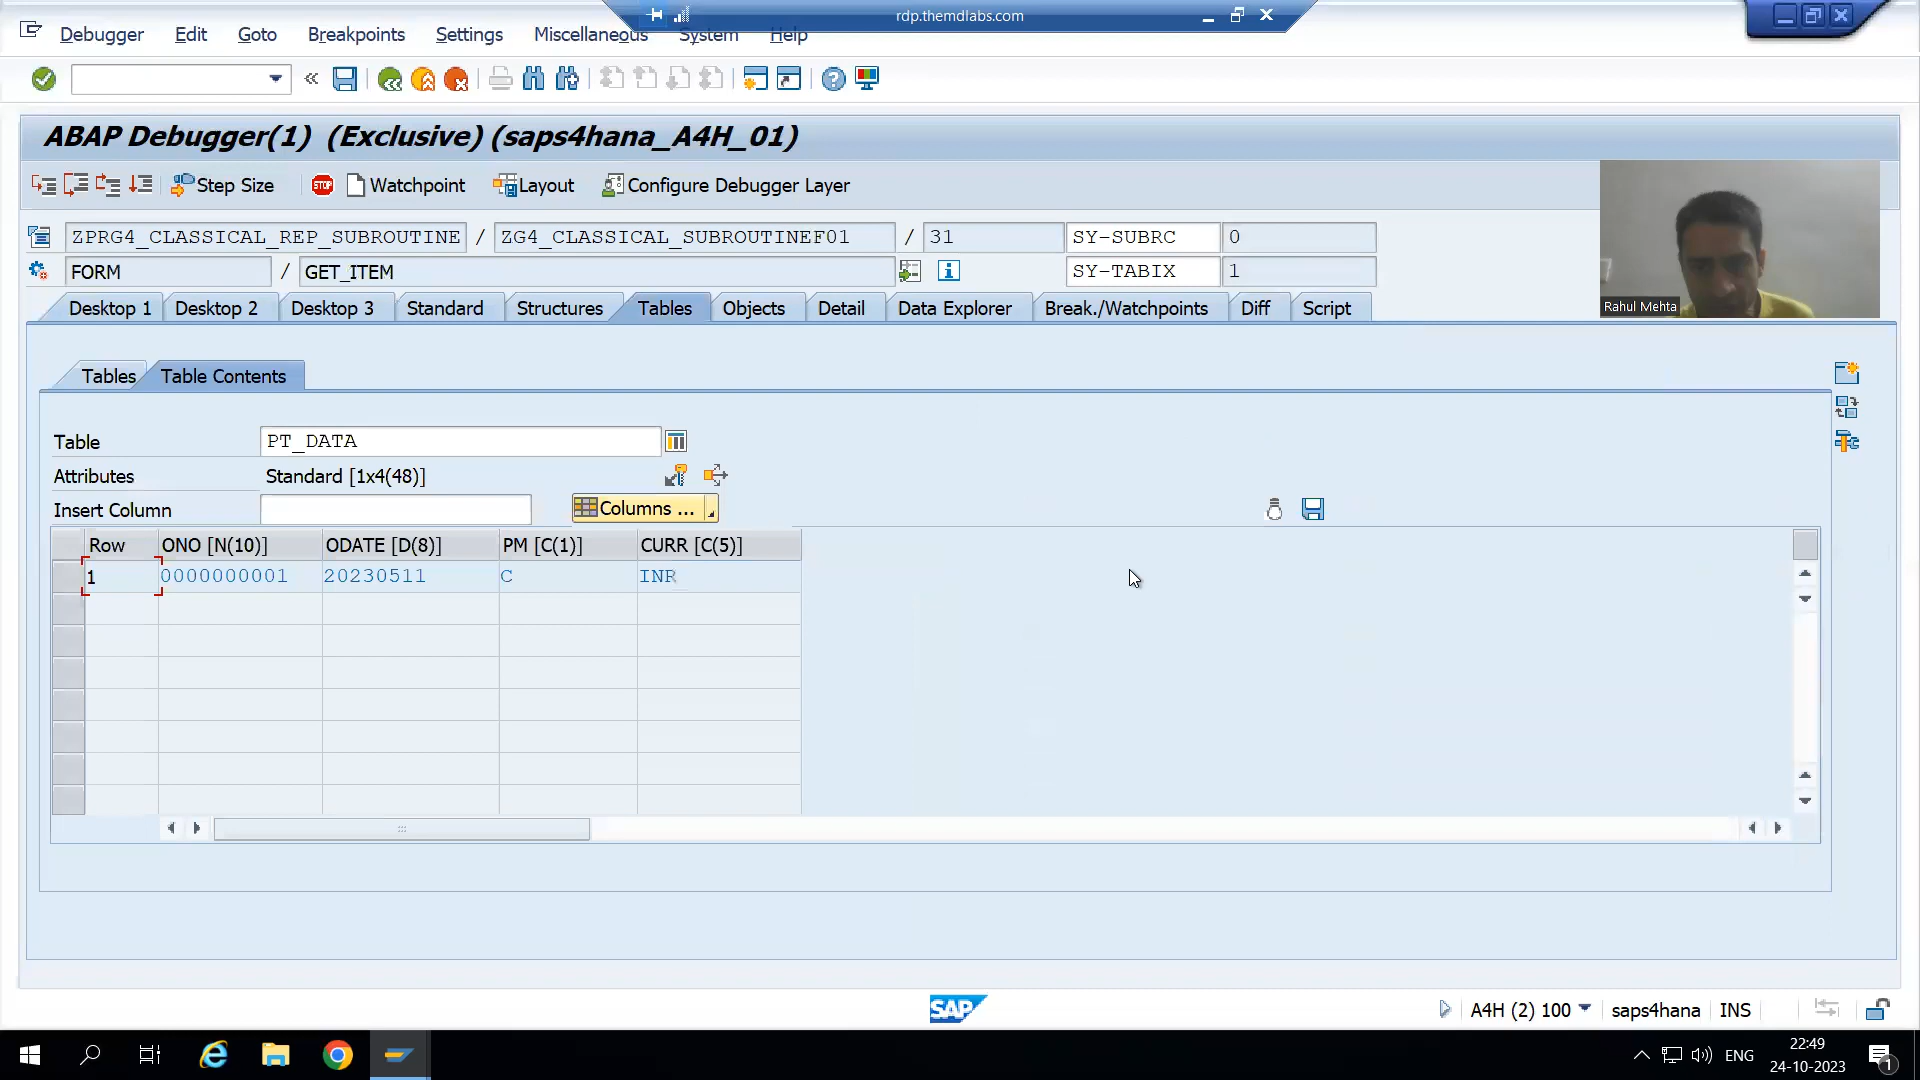 rdp.themdlabs.com
Debugger Edit Goto Breakpoints Settings Miscellaneous System Help
ABAP Debugger(1) (Exclusive) (saps4hana_A4H_01)
Step Size STOP Watchpoint Layout Configure Debugger Layer
ZPRG4_CLASSICAL_REP_SUBROUTINE / ZG4_CLASSICAL_SUBROUTINEF01 / 31 SY-SUBRC 0
FORM / GET_ITEM SY-TABIX 1
Rahul Mehta
Desktop 1 Desktop 2 Desktop 3 Standard Structures Tables Objects Detail Data Explorer Break./Watchpoints Diff Script
Tables Table Contents
Table PT_DATA
Attributes Standard [1x4(48)]
Insert Column Columns ...
Row ONO [N(10)] ODATE [D(8)] PM [C(1)] CURR [C(5)]
1 0000000001 20230511 C INR
SAP A4H (2) 100 saps4hana INS
ENG 22:49
24-10-2023 1